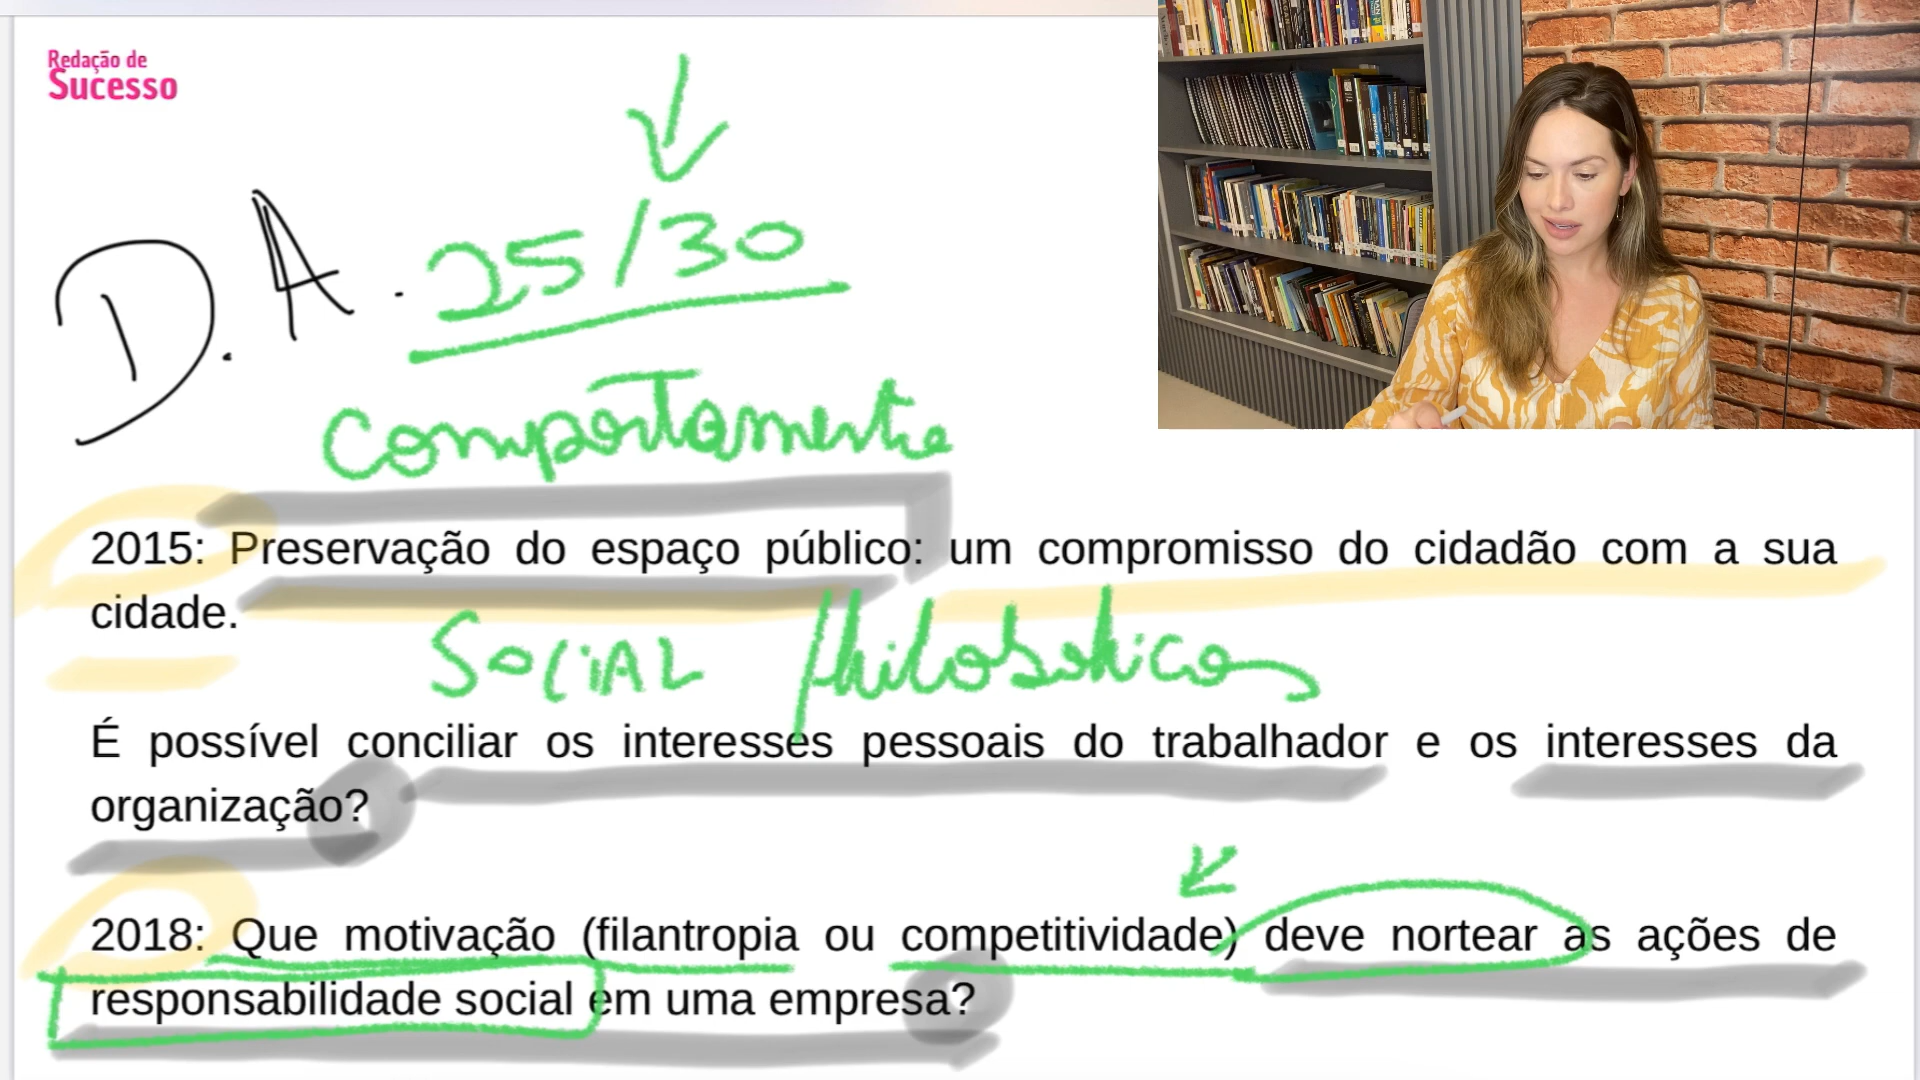 Redação de
Sucesso
D.A. 25/30
Comportamento
2015: Preservação do espaço público: um compromisso do cidadão com a sua
cidade.
SOCIAL philosophico
É possível conciliar os interesses pessoais do trabalhador e os interesses da
organização?
2018: Que motivação (filantropia ou competitividade) deve nortear as ações de
responsabilidade social em uma empresa?